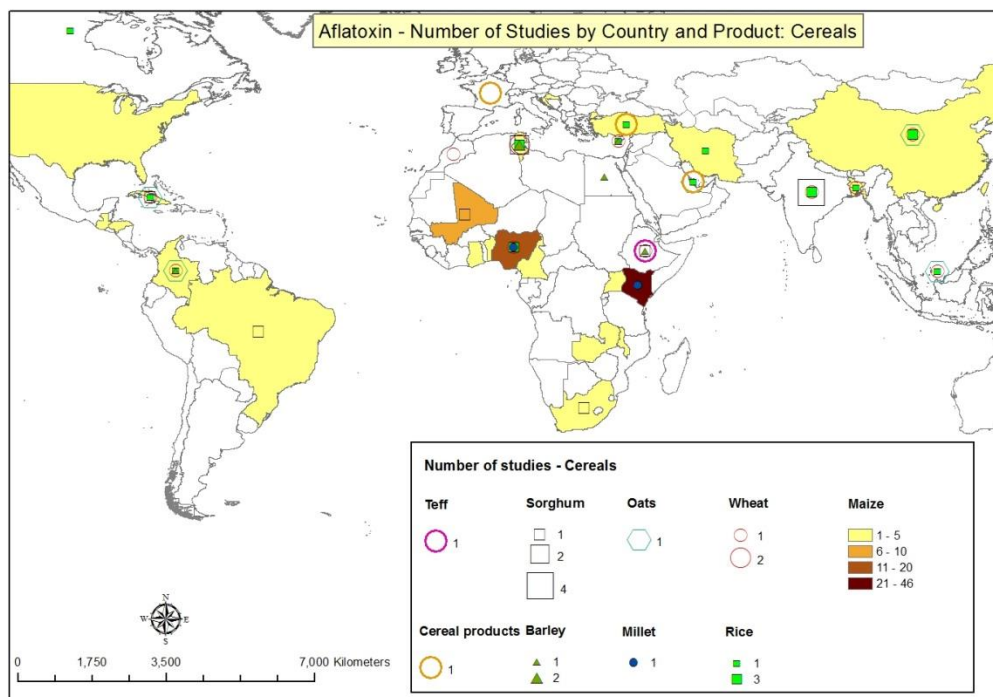 Aflatoxin - Number of Studies by Country and Product: Cereals
Number of studies - Cereals
Teff Sorghum Oats Wheat Maize
1 1 1 1 1 - 5
2 2 6 - 10
4 11 - 20
21 - 46
Cereal products Barley Millet Rice
1 1 1 1
2 3
N
W E
S
0 1,750 3,500 7,000 Kilometers